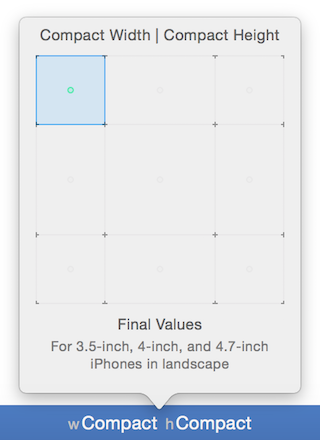 Compact Width | Compact Height
Final Values
For 3.5-inch, 4-inch, and 4.7-inch
iPhones in landscape
wCompact hCompact